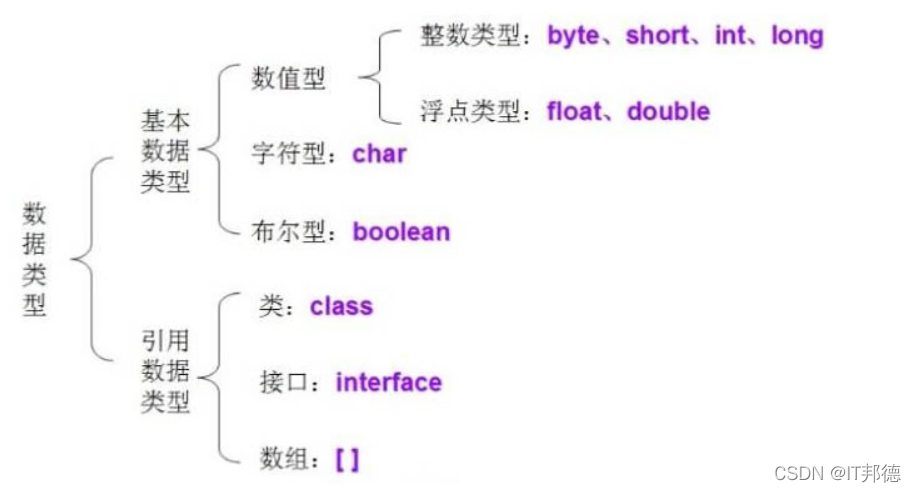 数据类型
基本数据类型
数值型
整数类型：byte、short、int、long
浮点类型：float、double
字符型：char
布尔型：boolean
引用数据类型
类：class
接口：interface
数组：[ ]
CSDN @IT邦德